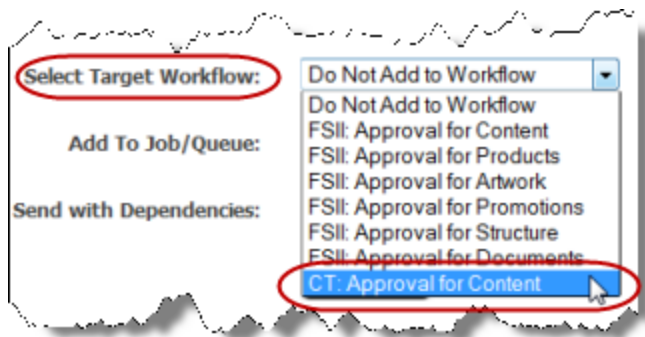 Select Target Workflow:
Do Not Add to Workflow
Do Not Add to Workflow
FSII: Approval for Content
Add To Job/Queue:
FSII: Approval for Products
FSII: Approval for Artwork
Send with Dependencies:
FSII: Approval for Promotions
FSII: Approval for Structure
FSII: Approval for Documents
CT: Approval for Content